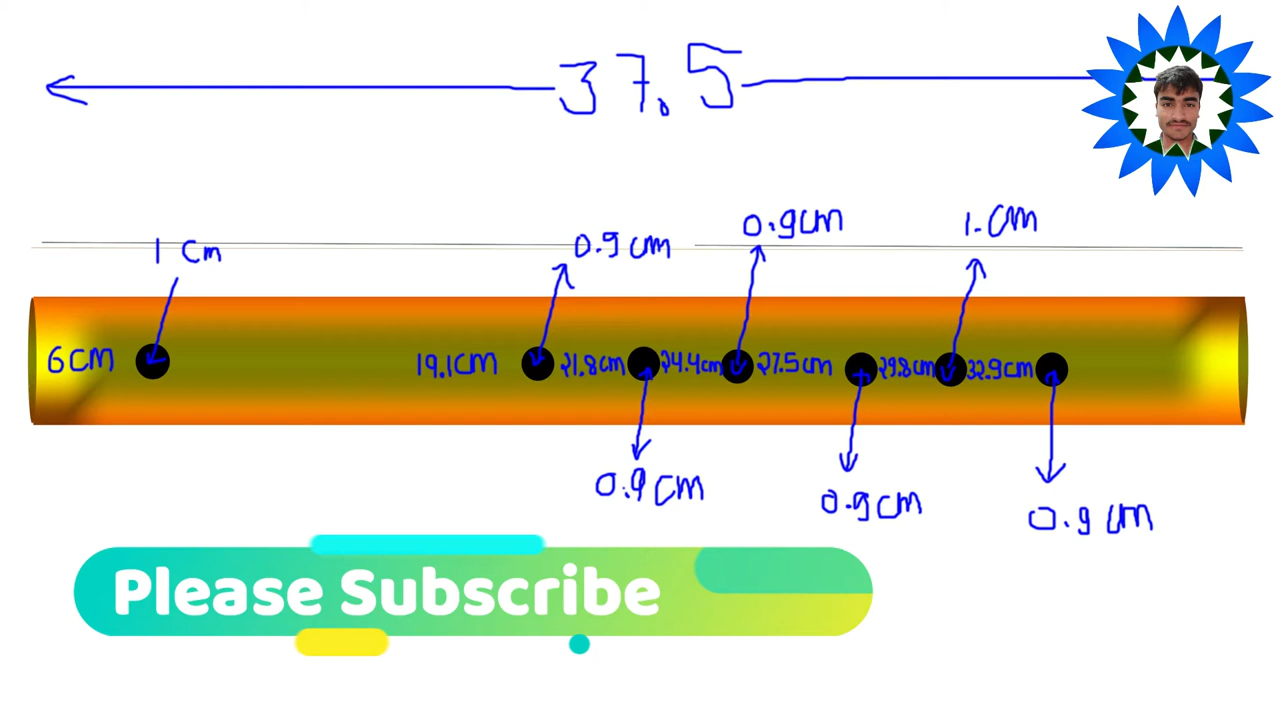 37.5
1 Cm
0.9 cm
0.9cm
1.Cm
6CM
19.1CM
21.8cm
24.4cm
27.5cm
29.8cm
32.9cm
0.9 cm
0.9cm
0.9 cm
Please Subscribe